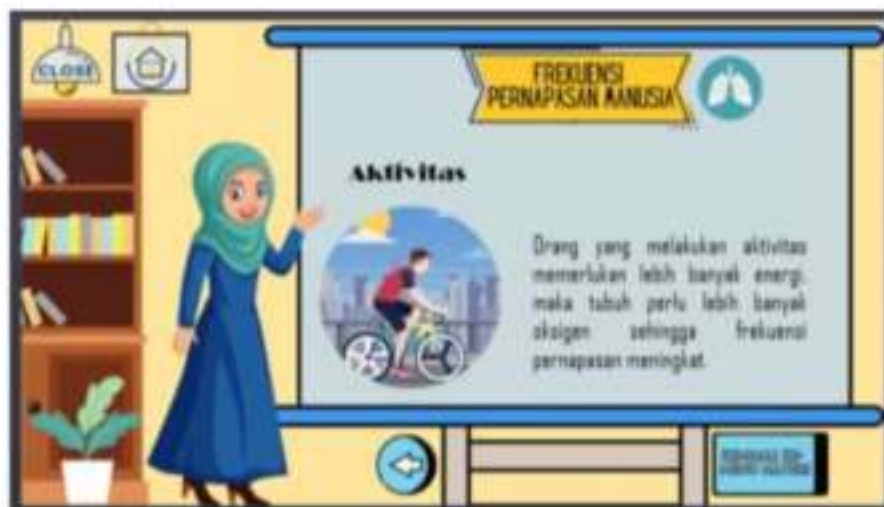 CLOSE
FREKUENSI
PERNAPASAN MANUSIA
Aktivitas
Orang yang melakukan aktivitas
memerlukan lebih banyak energi,
maka tubuh perlu lebih banyak
oksigen sehingga frekuensi
pernapasan meningkat.